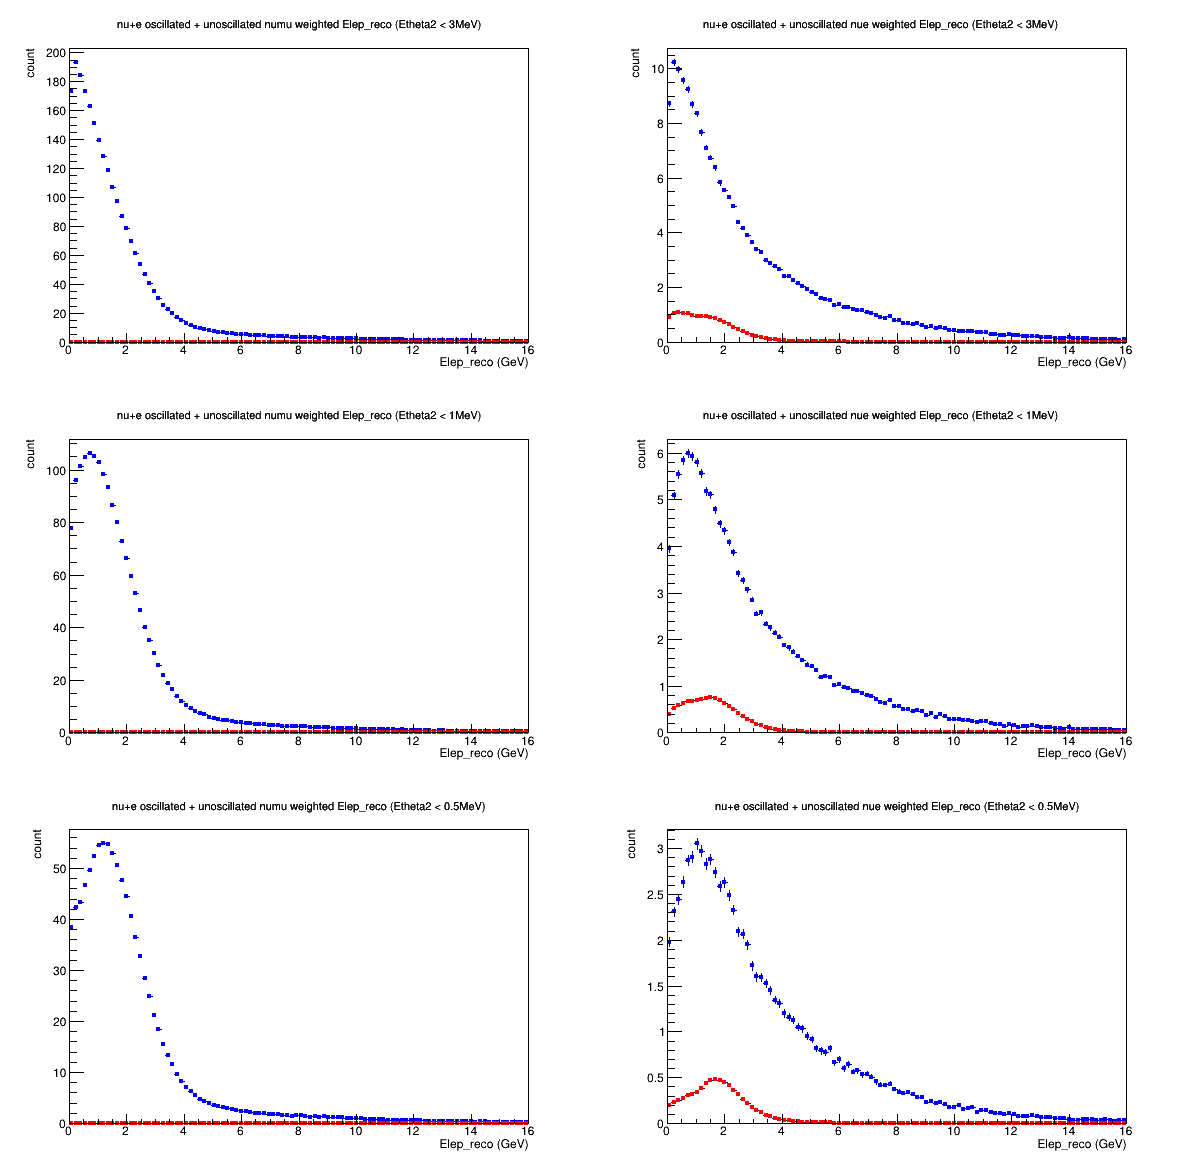 nu+e oscillated + unoscillated numu weighted Elep_reco (Etheta2 < 3MeV)
count
200
180
160
140
120
100
80
60
40
20
0
0 2 4 6 8 10 12 14 16
Elep_reco (GeV)
nu+e oscillated + unoscillated nue weighted Elep_reco (Etheta2 < 3MeV)
count
10
8
6
4
2
0
0 2 4 6 8 10 12 14 16
Elep_reco (GeV)
nu+e oscillated + unoscillated numu weighted Elep_reco (Etheta2 < 1MeV)
count
100
80
60
40
20
0
0 2 4 6 8 10 12 14 16
Elep_reco (GeV)
nu+e oscillated + unoscillated nue weighted Elep_reco (Etheta2 < 1MeV)
count
6
5
4
3
2
1
0
0 2 4 6 8 10 12 14 16
Elep_reco (GeV)
nu+e oscillated + unoscillated numu weighted Elep_reco (Etheta2 < 0.5MeV)
count
50
40
30
20
10
0
0 2 4 6 8 10 12 14 16
Elep_reco (GeV)
nu+e oscillated + unoscillated nue weighted Elep_reco (Etheta2 < 0.5MeV)
count
3
2.5
2
1.5
1
0.5
0
0 2 4 6 8 10 12 14 16
Elep_reco (GeV)